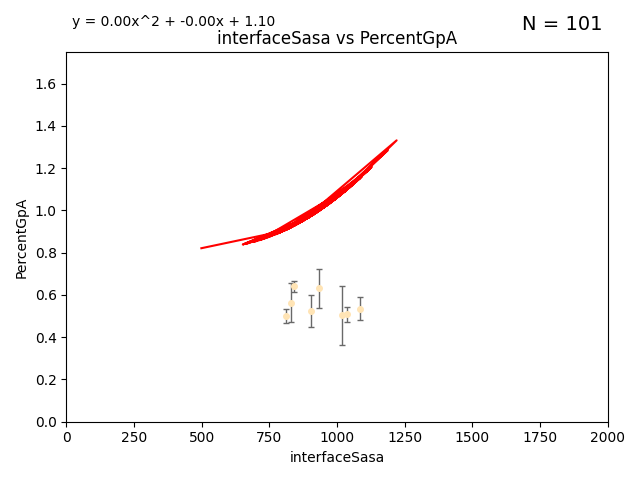 y = 0.00x^2 + -0.00x + 1.10
N = 101
interfaceSasa vs PercentGpA
PercentGpA
1.6
1.4
1.2
1.0
0.8
0.6
0.4
0.2
0.0
0 250 500 750 1000 1250 1500 1750 2000
interfaceSasa